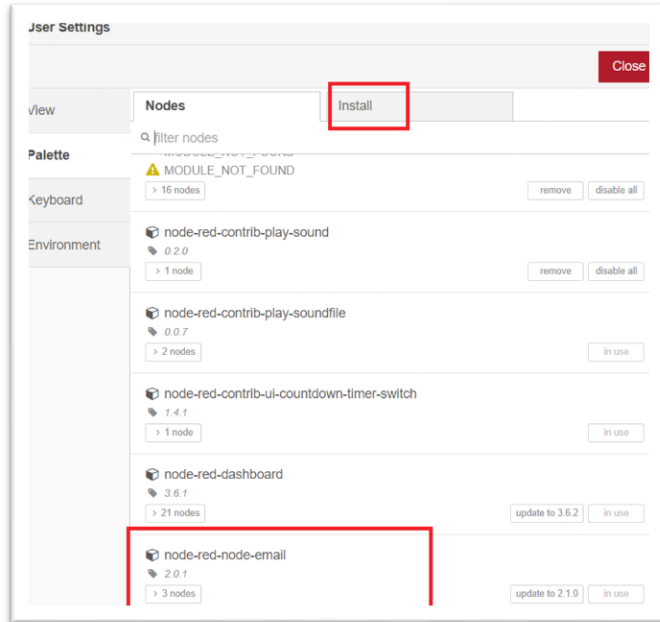 User Settings
Close
View
Palette
Keyboard
Environment
Nodes
Install
filter nodes
MODULE_NOT_FOUND
MODULE_NOT_FOUND
> 16 nodes
remove
disable all
node-red-contrib-play-sound
0.2.0
> 1 node
remove
disable all
node-red-contrib-play-soundfile
0.0.7
> 2 nodes
in use
node-red-contrib-ui-countdown-timer-switch
1.4.1
> 1 node
in use
node-red-dashboard
3.6.1
> 21 nodes
update to 3.6.2
in use
node-red-node-email
2.0.1
> 3 nodes
update to 2.1.0
in use